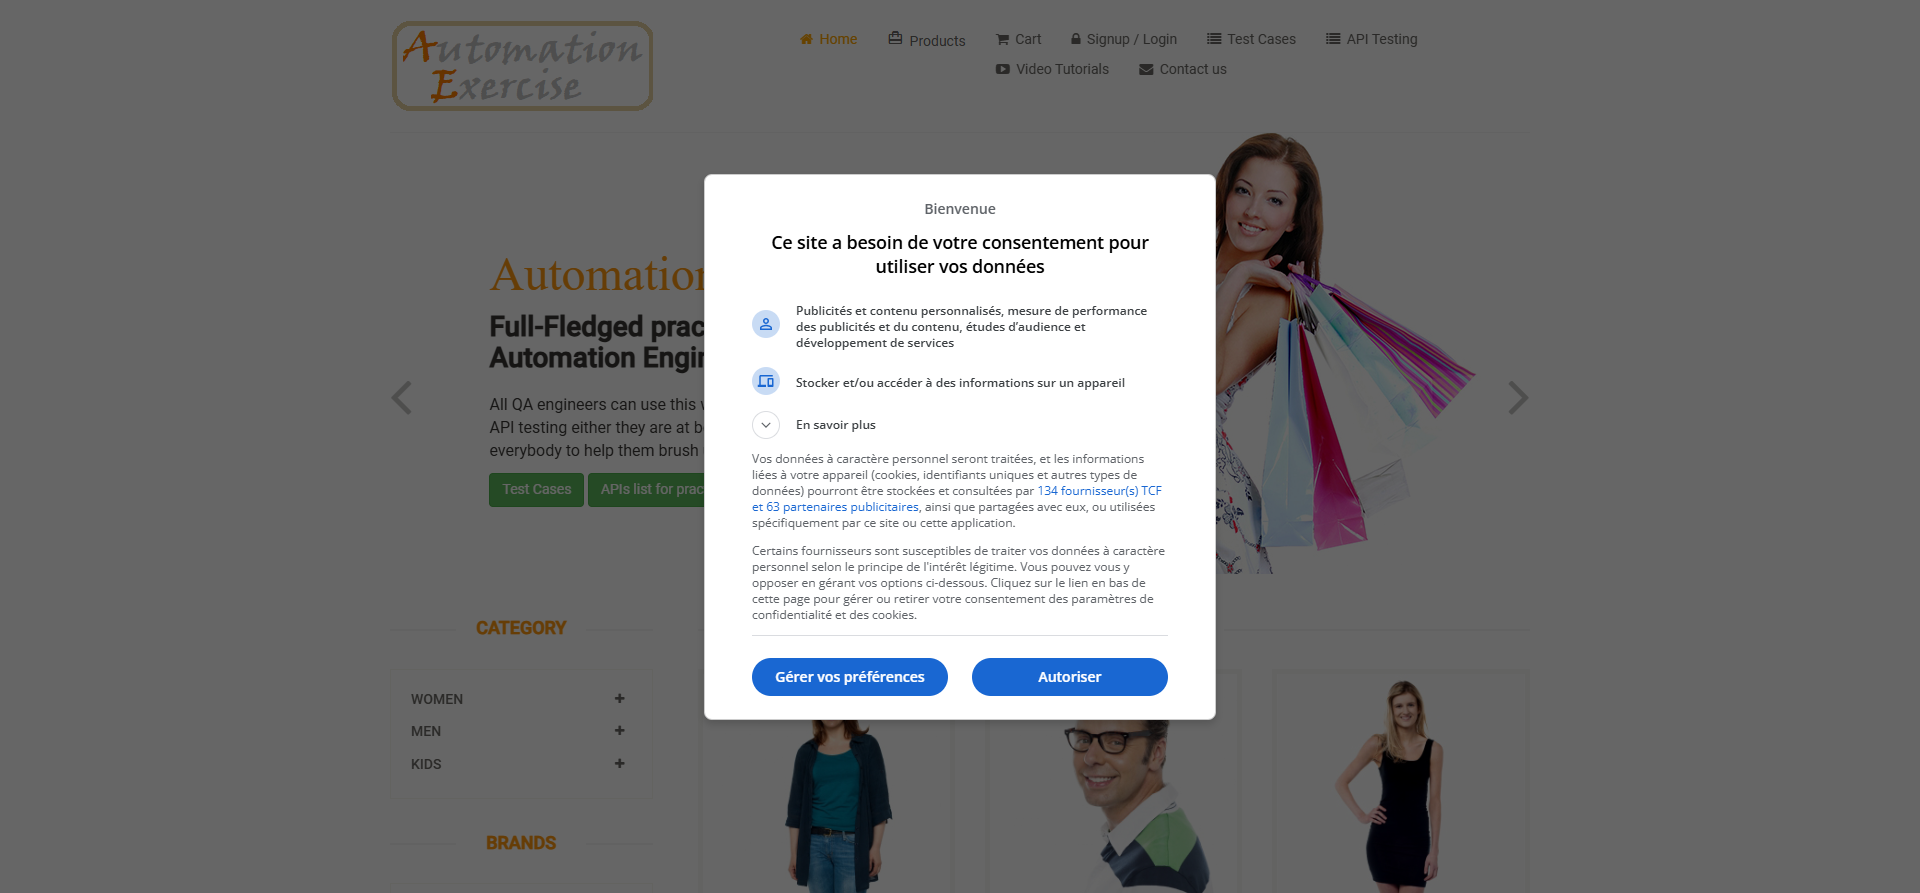 Automation
Exercise
Home
Products
Cart
Signup / Login
Test Cases
API Testing
Video Tutorials
Contact us
Bienvenue
Ce site a besoin de votre consentement pour
utiliser vos données
Publicités et contenu personnalisés, mesure de performance
des publicités et du contenu, études d’audience et
développement de services
Stocker et/ou accéder à des informations sur un appareil
En savoir plus
Vos données à caractère personnel seront traitées, et les informations
liées à votre appareil (cookies, identifiants uniques et autres types de
données) pourront être stockées et consultées par 134 fournisseur(s) TCF
et 63 partenaires publicitaires, ainsi que partagées avec eux, ou utilisées
spécifiquement par ce site ou cette application.
Certains fournisseurs sont susceptibles de traiter vos données à caractère
personnel selon le principe de l'intérêt légitime. Vous pouvez vous y
opposer en gérant vos options ci-dessous. Cliquez sur le lien en bas de
cette page pour gérer ou retirer votre consentement des paramètres de
confidentialité et des cookies.
Gérer vos préférences
Autoriser
Automation
Full-Fledged prac
Automation Engin
All QA engineers can use this w
API testing either they are at b
everybody to help them brush
Test Cases
APIs list for prac
CATEGORY
WOMEN
MEN
KIDS
BRANDS